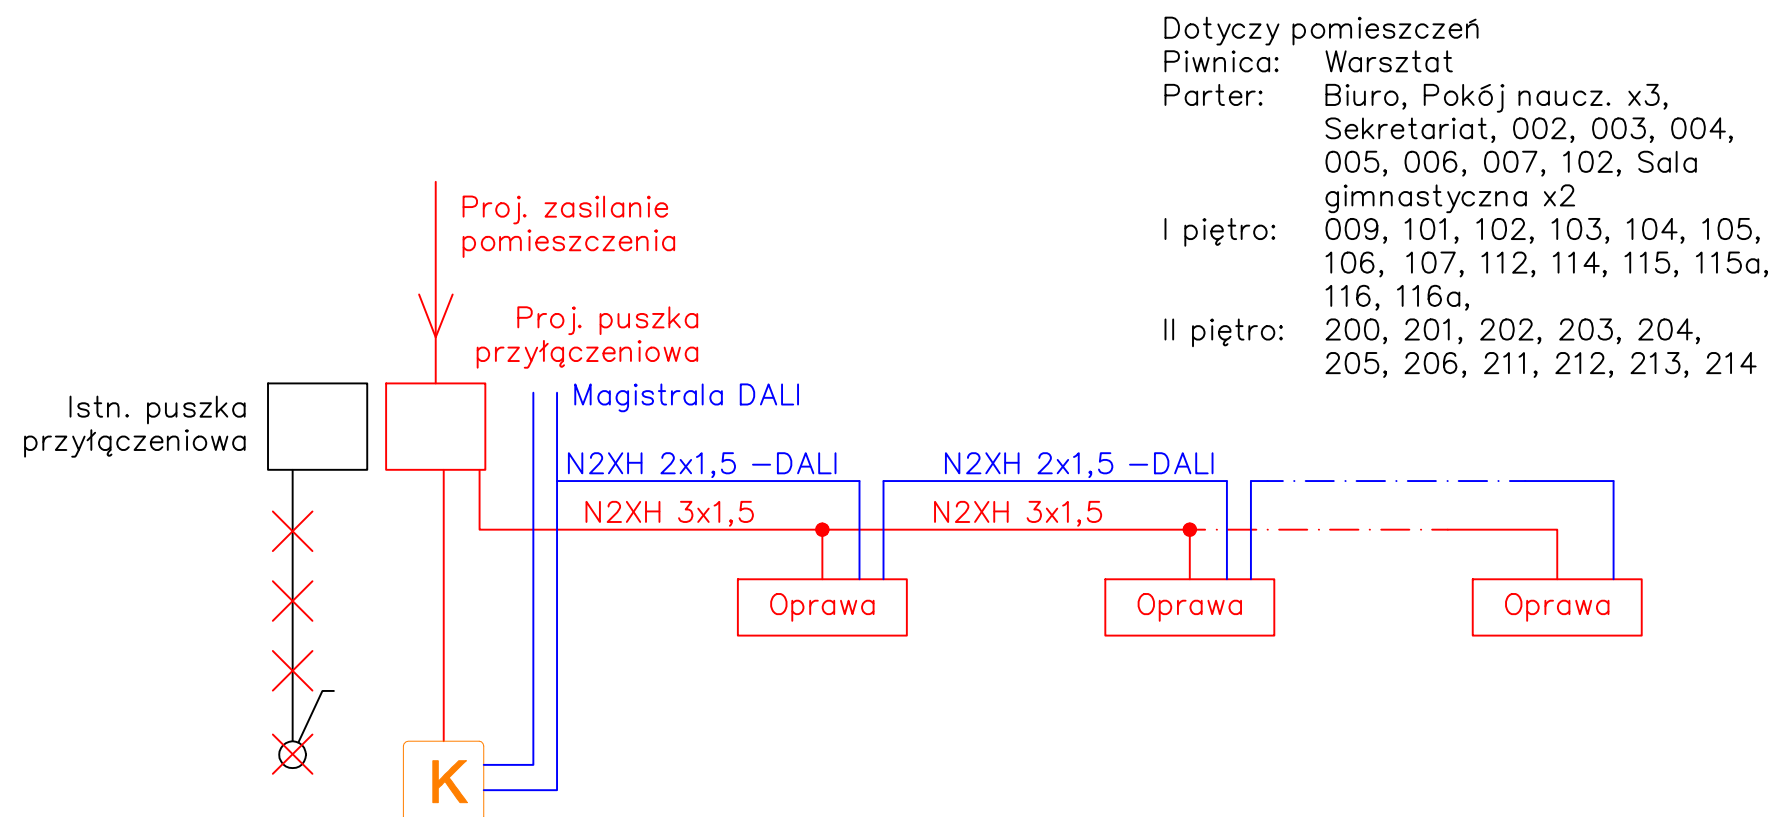 Dotyczy pomieszczeń
Piwnica: Warsztat
Parter: Biuro, Pokój naucz. x3,
Sekretariat, 002, 003, 004,
005, 006, 007, 102, Sala
gimnastyczna x2
I piętro: 009, 101, 102, 103, 104, 105,
106, 107, 112, 114, 115, 115a,
116, 116a,
II piętro: 200, 201, 202, 203, 204,
205, 206, 211, 212, 213, 214
Proj. zasilanie
pomieszczenia
Proj. puszka
przyłączeniowa
Istn. puszka
przyłączeniowa
Magistrala DALI
N2XH 2x1,5 –DALI
N2XH 2x1,5 –DALI
N2XH 3x1,5
N2XH 3x1,5
Oprawa
Oprawa
Oprawa
K